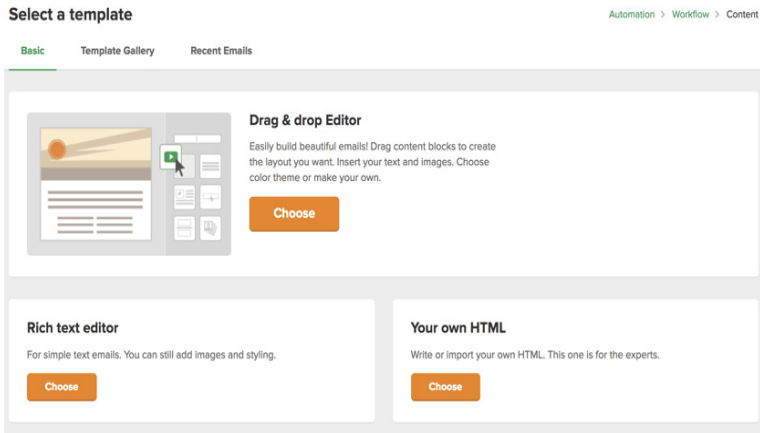 Select a template
Automation > Workflow > Content
Basic Template Gallery Recent Emails
Drag & drop Editor
Easily build beautiful emails! Drag content blocks to create
the layout you want. Insert your text and images. Choose
color theme or make your own.
Choose
Rich text editor
For simple text emails. You can still add images and styling.
Choose
Your own HTML
Write or import your own HTML. This one is for the experts.
Choose